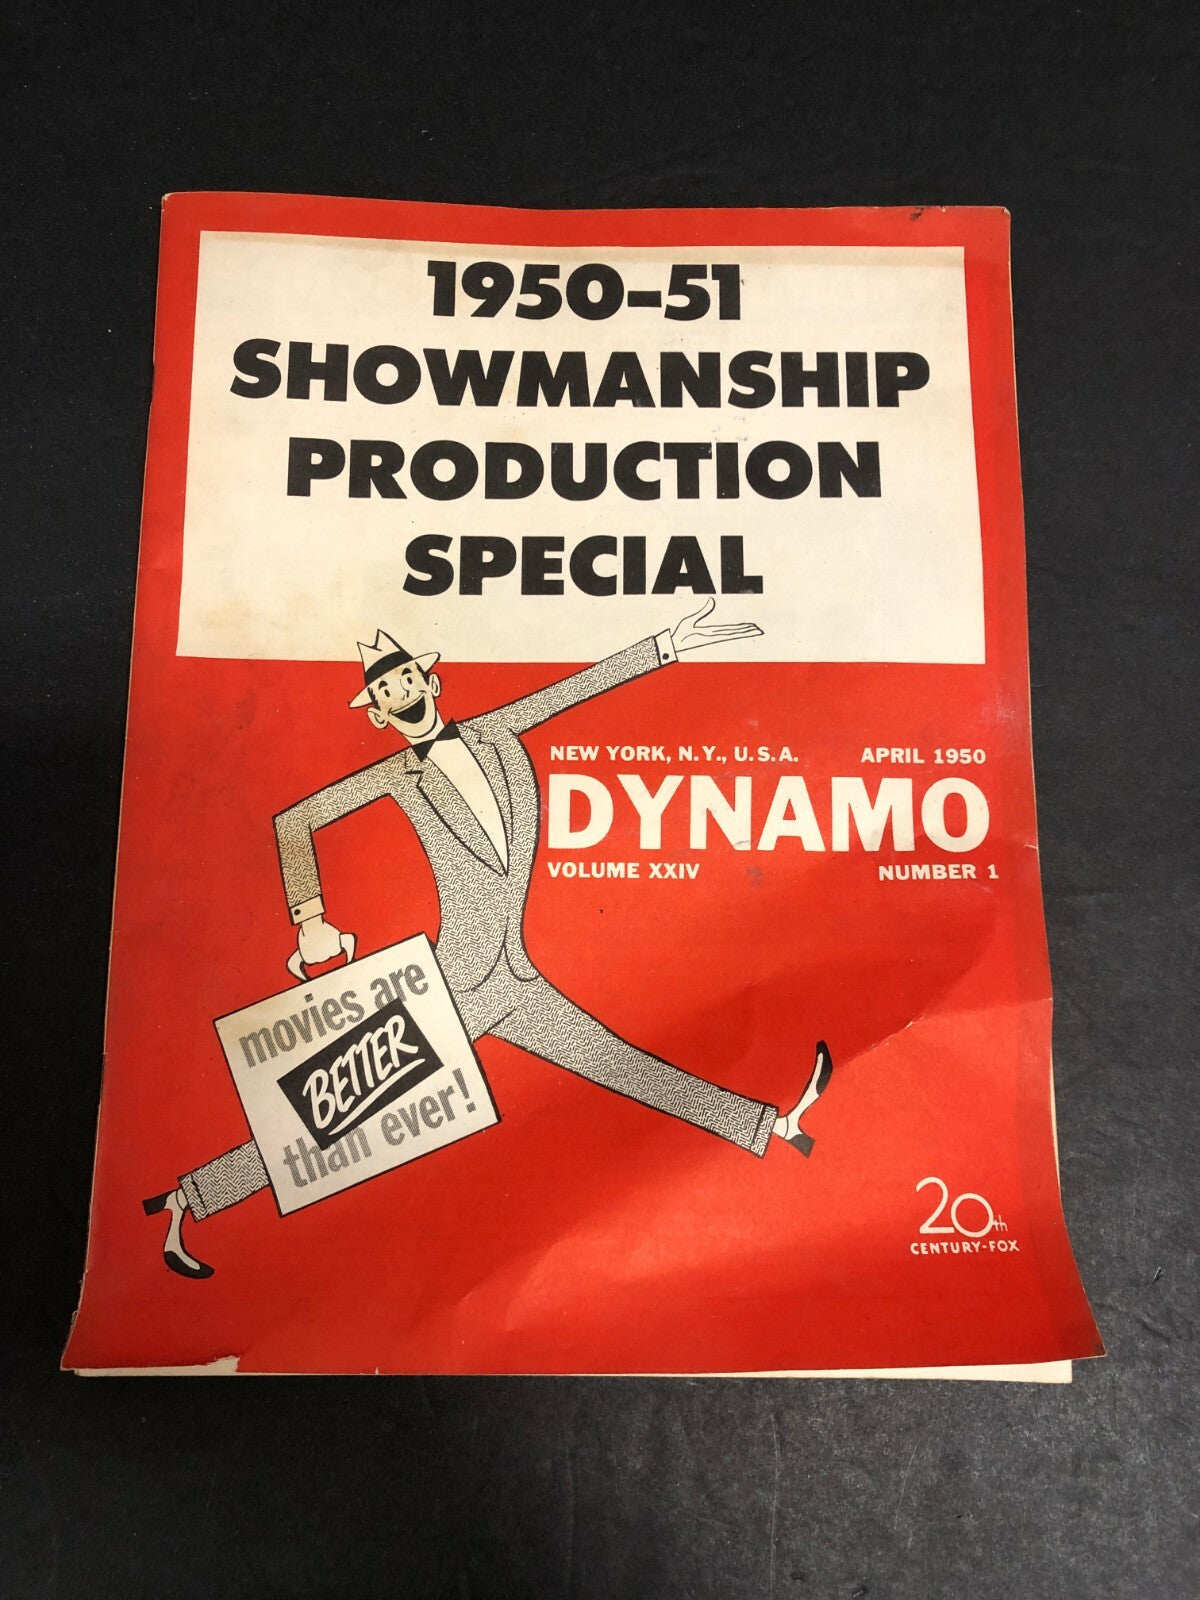 1950-51
SHOWMANSHIP
PRODUCTION
SPECIAL
NEW YORK, N.Y., U.S.A. APRIL 1950
DYNAMO
VOLUME XXIV NUMBER 1
movies are
BETTER
than ever!
20th
CENTURY-FOX